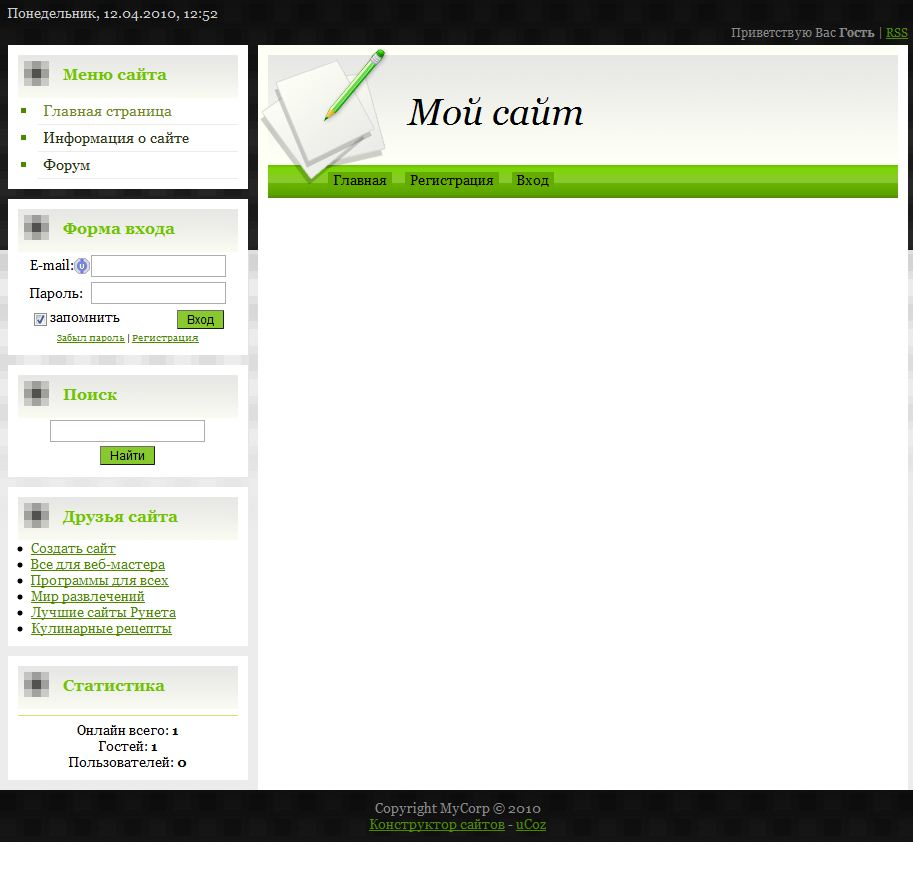 Понедельник, 12.04.2010, 12:52
Приветствую Вас Гость | RSS
Меню сайта
Главная страница
Информация о сайте
Форум
Форма входа
E-mail:
Пароль:
запомнить Вход
Забыл пароль | Регистрация
Поиск
Найти
Друзья сайта
Создать сайт
Все для веб-мастера
Программы для всех
Мир развлечений
Лучшие сайты Рунета
Кулинарные рецепты
Статистика
Онлайн всего: 1
Гостей: 1
Пользователей: 0
Мой сайт
Главная Регистрация Вход
Copyright MyCorp © 2010
Конструктор сайтов - uCoz